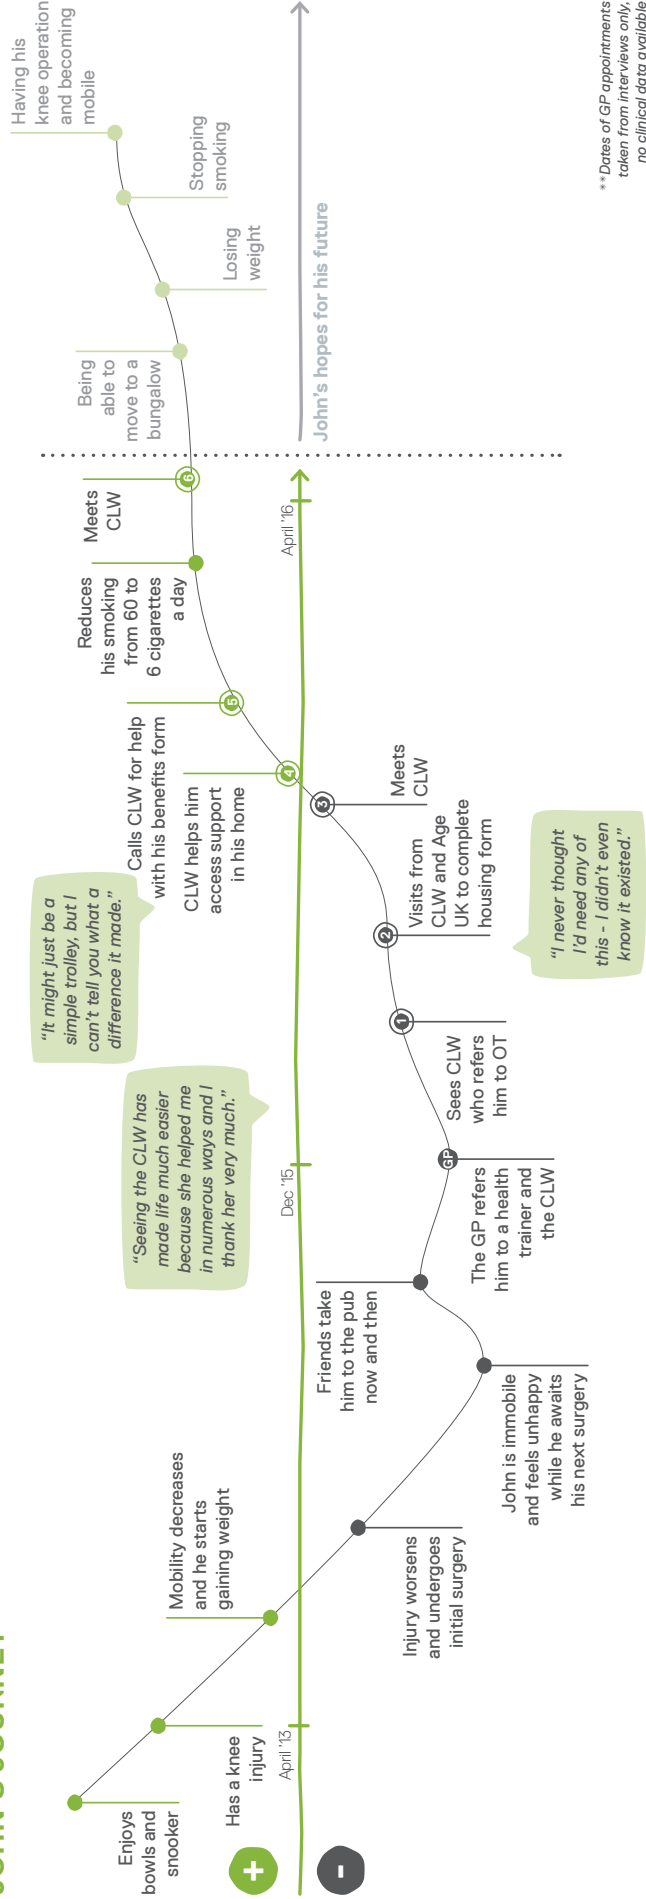 Enjoys
bowls and
snooker
Has a knee
injury
Mobility decreases
and he starts
gaining weight
Injury worsens
and undergoes
initial surgery
John is immobile
and feels unhappy
while he awaits
his next surgery
Friends take
him to the pub
now and then
GP
The GP refers
him to a health
trainer and
the CLW
1
Sees CLW
who refers
him to OT
2
Visits from
CLW and Age
UK to complete
housing form
3
Meets
CLW
4
CLW helps him
access support
in his home
5
Calls CLW for help
with his benefits form
Reduces
his smoking
from 60 to
6 cigarettes
a day
6
Meets
CLW
Being
able to
move to a
bungalow
Losing
weight
Stopping
smoking
Having his
knee operation
and becoming
mobile
"Seeing the CLW has
made life much easier
because she helped me
in numerous ways and I
thank her very much."
"It might just be a
simple trolley, but I
can't tell you what a
difference it made."
"I never thought
I'd need any of
this - I didn't even
know it existed."
+
-
April '13
Dec '15
April '16
John's hopes for his future
**Dates of GP appointments
taken from interviews only,
no clinical data available